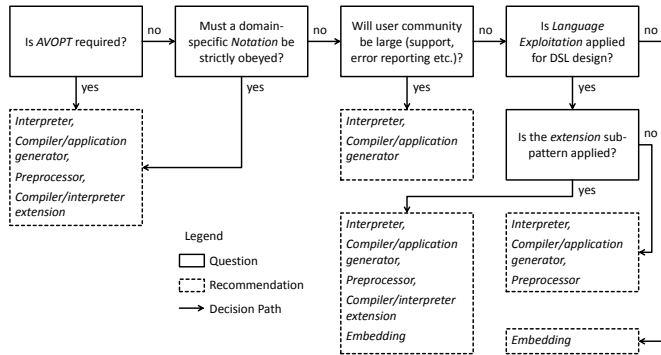 Is AVOPT required?
no
Must a domain-
specific Notation be
strictly obeyed?
no
Will user community
be large (support,
error reporting etc.)?
no
Is Language
Exploitation applied
for DSL design?
no
yes
yes
yes
yes
Interpreter,
Compiler/application
generator,
Preprocessor,
Compiler/interpreter
extension
Interpreter,
Compiler/application
generator
Is the extension sub-
pattern applied?
no
yes
Interpreter,
Compiler/application
generator,
Preprocessor,
Compiler/interpreter
extension
Embedding
Interpreter,
Compiler/application
generator,
Preprocessor
Legend
Question
Recommendation
Decision Path
Embedding